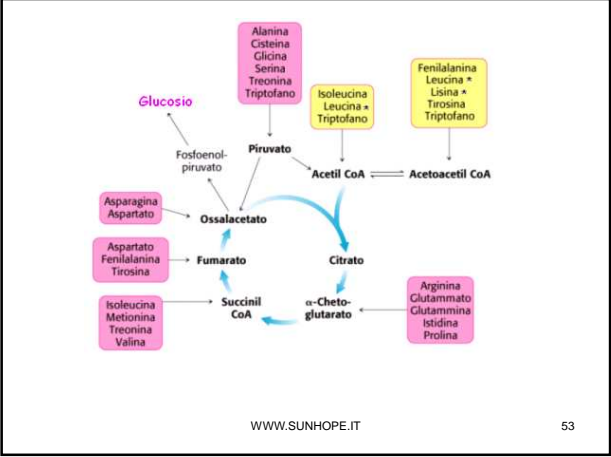 Alanina
Cisteina
Glicina
Serina
Treonina
Triptofano
Isoleucina
Leucina *
Triptofano
Fenilalanina
Leucina *
Lisina *
Tirosina
Triptofano
Glucosio
Fosfoenol-
piruvato
Piruvato
Acetil CoA
Acetoacetil CoA
Asparagina
Aspartato
Ossalacetato
Aspartato
Fenilalanina
Tirosina
Fumarato
Citrato
Isoleucina
Metionina
Treonina
Valina
Succinil
CoA
α-Cheto-
glutarato
Arginina
Glutammato
Glutammina
Istidina
Prolina
WWW.SUNHOPE.IT
53